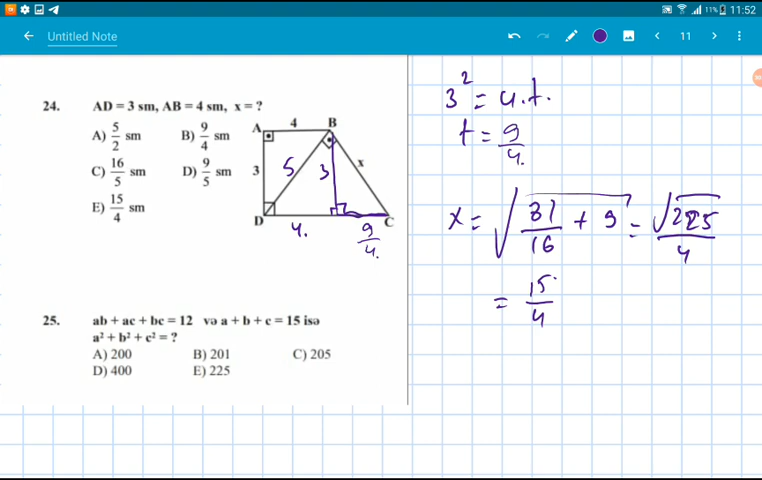 11% 11:52
Untitled Note
11
24. AD = 3 sm, AB = 4 sm, x = ?
A) 5/2 sm B) 9/4 sm
C) 16/5 sm D) 9/5 sm
E) 15/4 sm
A 4 B
3 5 3 x
D C
4. 9/4.
3² = 4.t.
t = 9/4.
x = √(81/16 + 9) = √225/4
= 15/4
25. ab + ac + bc = 12 və a + b + c = 15 isə
a² + b² + c² = ?
A) 200 B) 201 C) 205
D) 400 E) 225